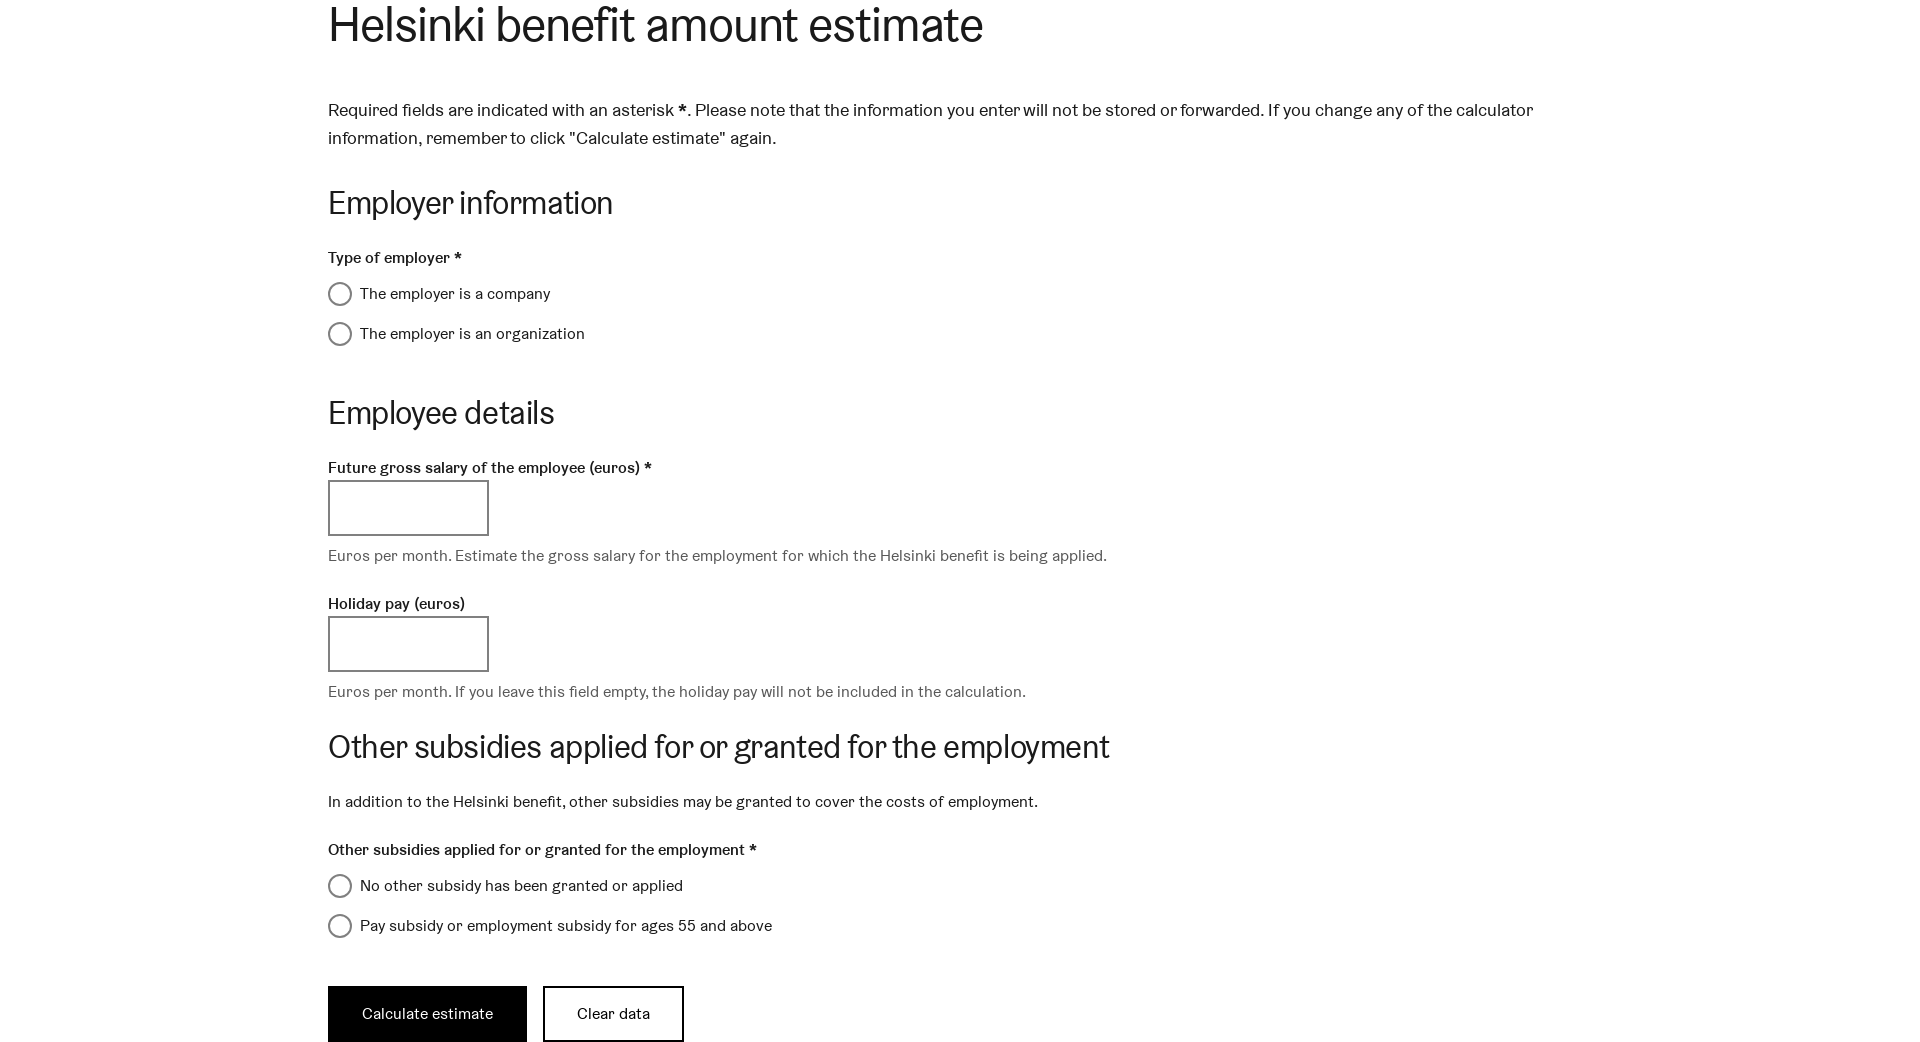 Helsinki benefit amount estimate
Required fields are indicated with an asterisk *. Please note that the information you enter will not be stored or forwarded. If you change any of the calculator
information, remember to click "Calculate estimate" again.
Employer information
Type of employer *
The employer is a company
The employer is an organization
Employee details
Future gross salary of the employee (euros) *
Euros per month. Estimate the gross salary for the employment for which the Helsinki benefit is being applied.
Holiday pay (euros)
Euros per month. If you leave this field empty, the holiday pay will not be included in the calculation.
Other subsidies applied for or granted for the employment
In addition to the Helsinki benefit, other subsidies may be granted to cover the costs of employment.
Other subsidies applied for or granted for the employment *
No other subsidy has been granted or applied
Pay subsidy or employment subsidy for ages 55 and above
Calculate estimate
Clear data